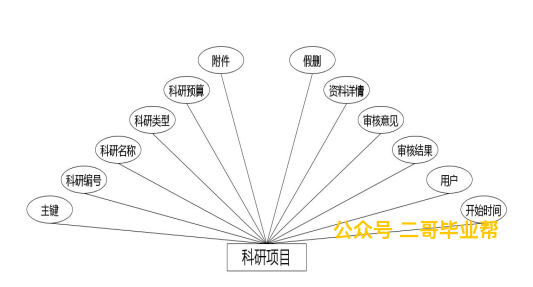 附件
假删
科研预算
资料详情
科研类型
审核意见
科研名称
审核结果
科研编号
用户
主键
开始时间
公众号 二哥毕业帮
科研项目